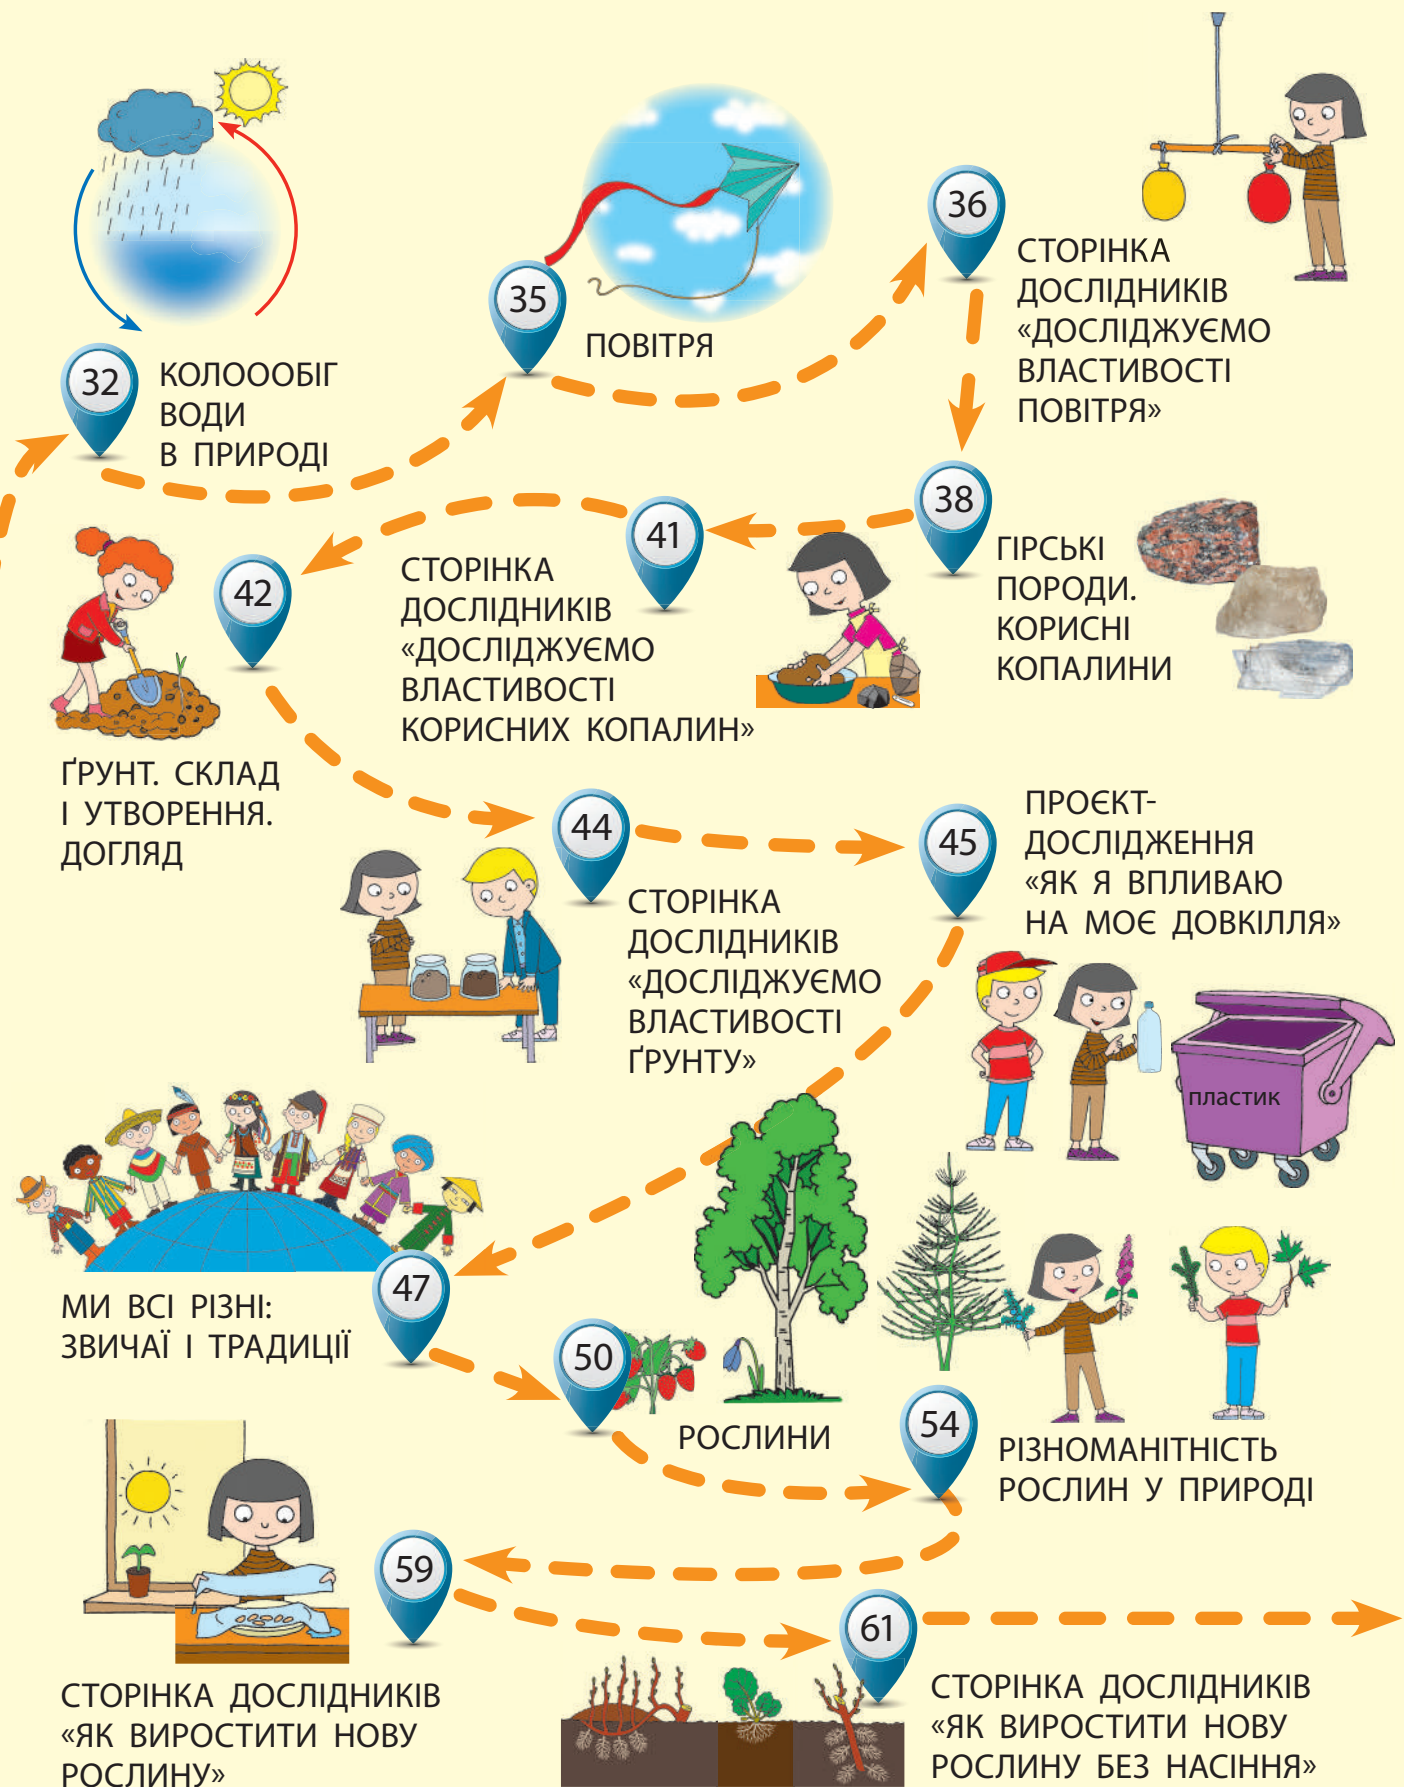 32
КОЛОООБІГ
ВОДИ
В ПРИРОДІ
35
ПОВІТРЯ
36
СТОРІНКА
ДОСЛІДНИКІВ
«ДОСЛІДЖУЄМО
ВЛАСТИВОСТІ
ПОВІТРЯ»
38
ГІРСЬКІ
ПОРОДИ.
КОРИСНІ
КОПАЛИНИ
41
СТОРІНКА
ДОСЛІДНИКІВ
«ДОСЛІДЖУЄМО
ВЛАСТИВОСТІ
КОРИСНИХ КОПАЛИН»
42
ҐРУНТ. СКЛАД
І УТВОРЕННЯ.
ДОГЛЯД
44
СТОРІНКА
ДОСЛІДНИКІВ
«ДОСЛІДЖУЄМО
ВЛАСТИВОСТІ
ҐРУНТУ»
45
ПРОЄКТ-
ДОСЛІДЖЕННЯ
«ЯК Я ВПЛИВАЮ
НА МОЄ ДОВКІЛЛЯ»
пластик
47
МИ ВСІ РІЗНІ:
ЗВИЧАЇ І ТРАДИЦІЇ
50
РОСЛИНИ
54
РІЗНОМАНІТНІСТЬ
РОСЛИН У ПРИРОДІ
59
СТОРІНКА ДОСЛІДНИКІВ
«ЯК ВИРОСТИТИ НОВУ
РОСЛИНУ»
61
СТОРІНКА ДОСЛІДНИКІВ
«ЯК ВИРОСТИТИ НОВУ
РОСЛИНУ БЕЗ НАСІННЯ»